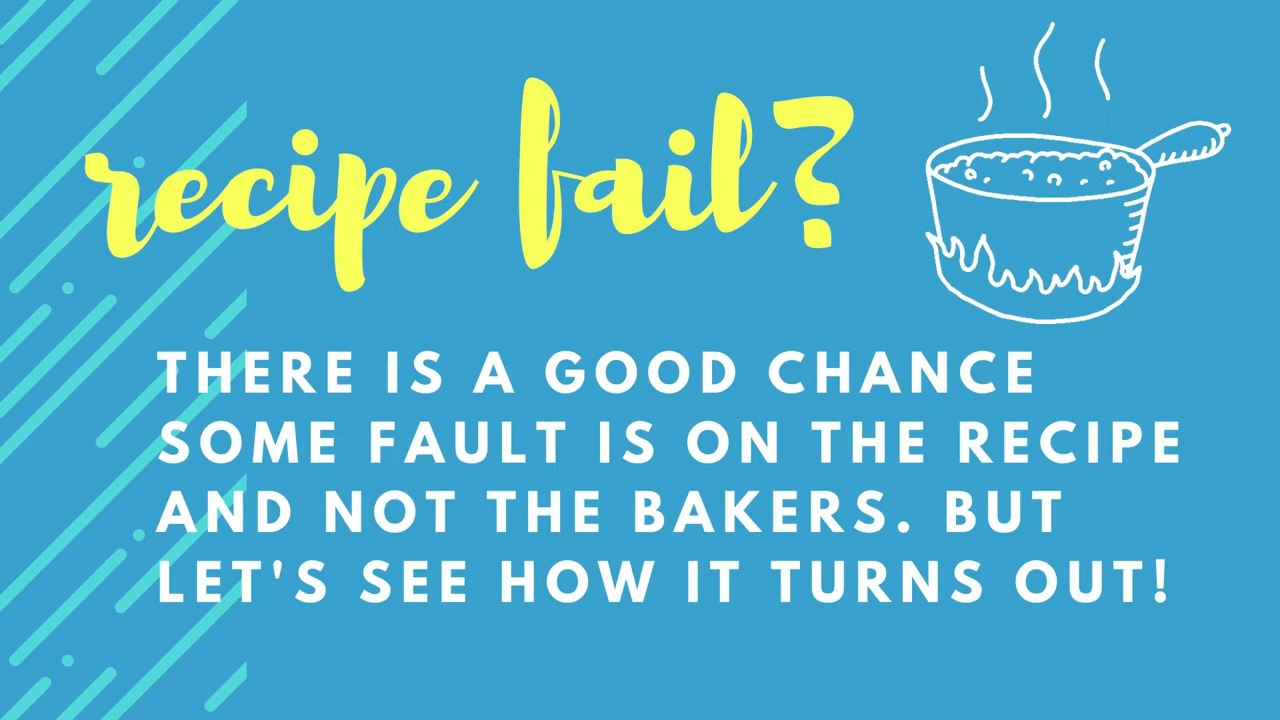 recipe fail?
THERE IS A GOOD CHANCE
SOME FAULT IS ON THE RECIPE
AND NOT THE BAKERS. BUT
LET'S SEE HOW IT TURNS OUT!